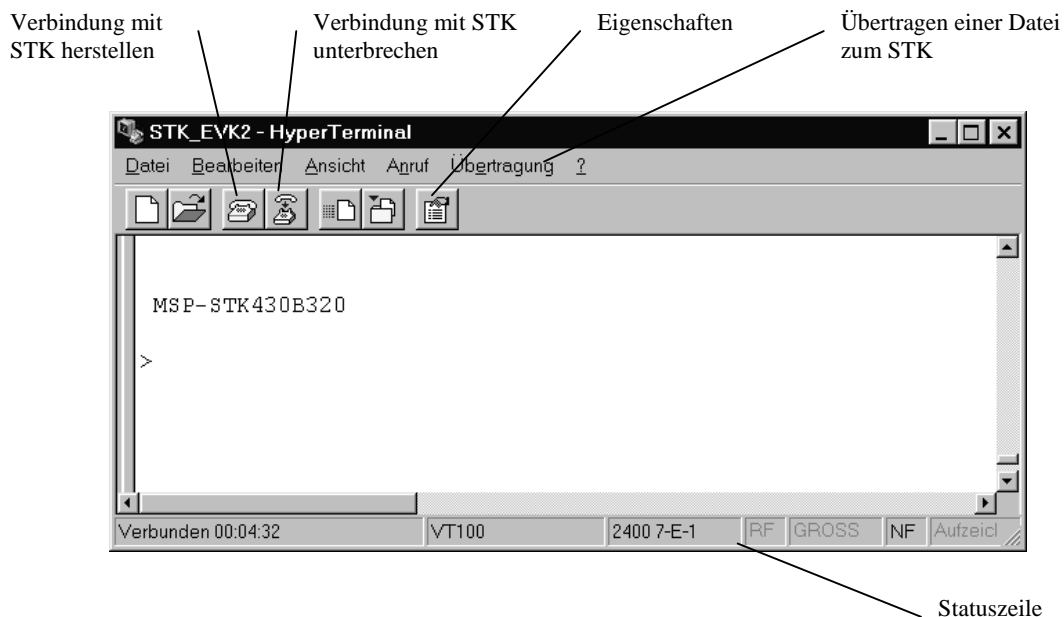 Verbindung mit
STK herstellen
Verbindung mit STK
unterbrechen
Eigenschaften
Übertragen einer Datei
zum STK
STK_EVK2 - HyperTerminal
Datei Bearbeiten Ansicht Anruf Übertragung ?
MSP-STK430B320
>
Verbunden 00:04:32 VT100 2400 7-E-1 RF GROSS NF Aufzeicl
Statuszeile